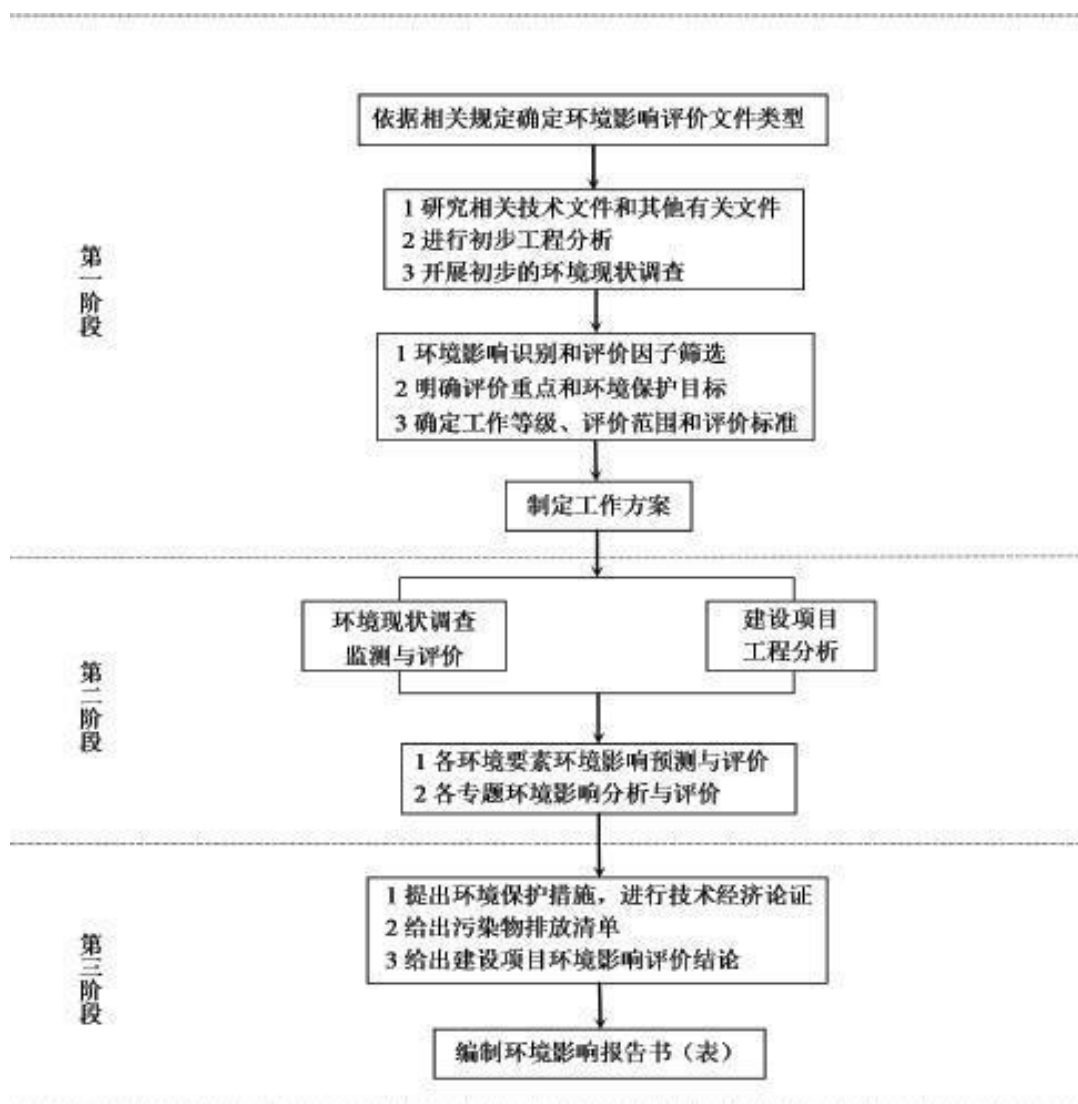 依据相关规定确定环境影响评价文件类型
1 研究相关技术文件和其他有关文件
2 进行初步工程分析
3 开展初步的环境现状调查
第一阶段
1 环境影响识别和评价因子筛选
2 明确评价重点和环境保护目标
3 确定工作等级、评价范围和评价标准
制定工作方案
环境现状调查
监测与评价
建设项目
工程分析
第二阶段
1 各环境要素环境影响预测与评价
2 各专题环境影响分析与评价
1 提出环境保护措施，进行技术经济论证
2 给出污染物排放清单
3 给出建设项目环境影响评价结论
第三阶段
编制环境影响报告书（表）